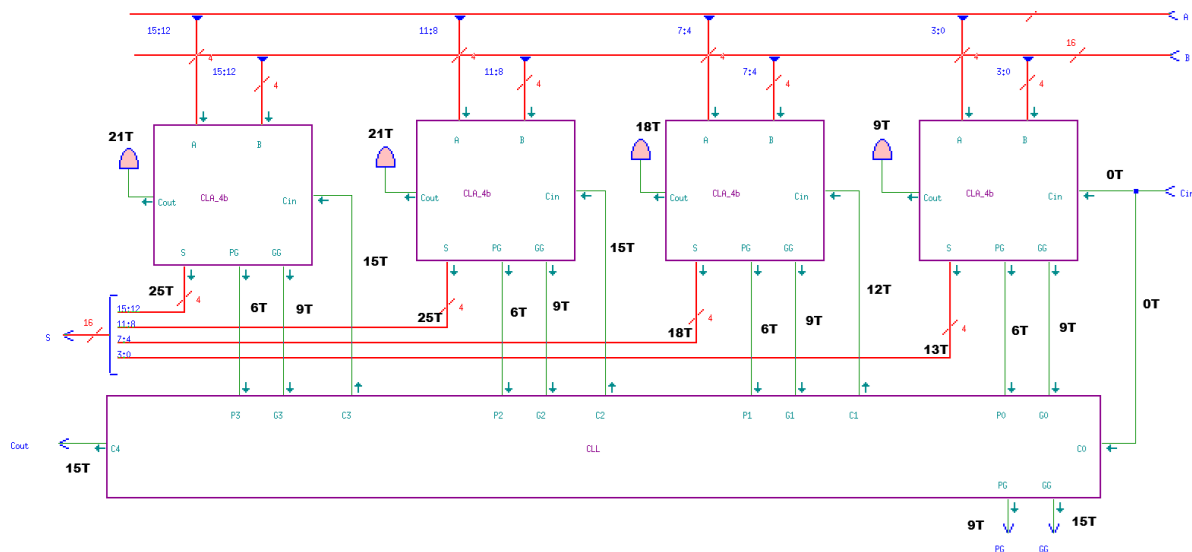 A
15:12
11:8
7:4
3:0
16
B
4
4
4
4
15:12
11:8
7:4
3:0
4
4
4
4
21T
21T
18T
9T
A
B
A
B
A
B
A
B
0T
Cout
CLA_4b
Cin
Cout
CLA_4b
Cin
Cout
CLA_4b
Cin
Cout
CLA_4b
Cin
Cin
S
PG
GG
S
PG
GG
S
PG
GG
S
PG
GG
15T
15T
12T
0T
25T
4
6T
9T
25T
4
6T
9T
18T
4
6T
9T
13T
4
6T
9T
S
16
15:12
11:8
7:4
3:0
P3
G3
C3
P2
G2
C2
P1
G1
C1
P0
G0
Cout
C4
CLL
C0
15T
PG
GG
9T
15T
PG
GG